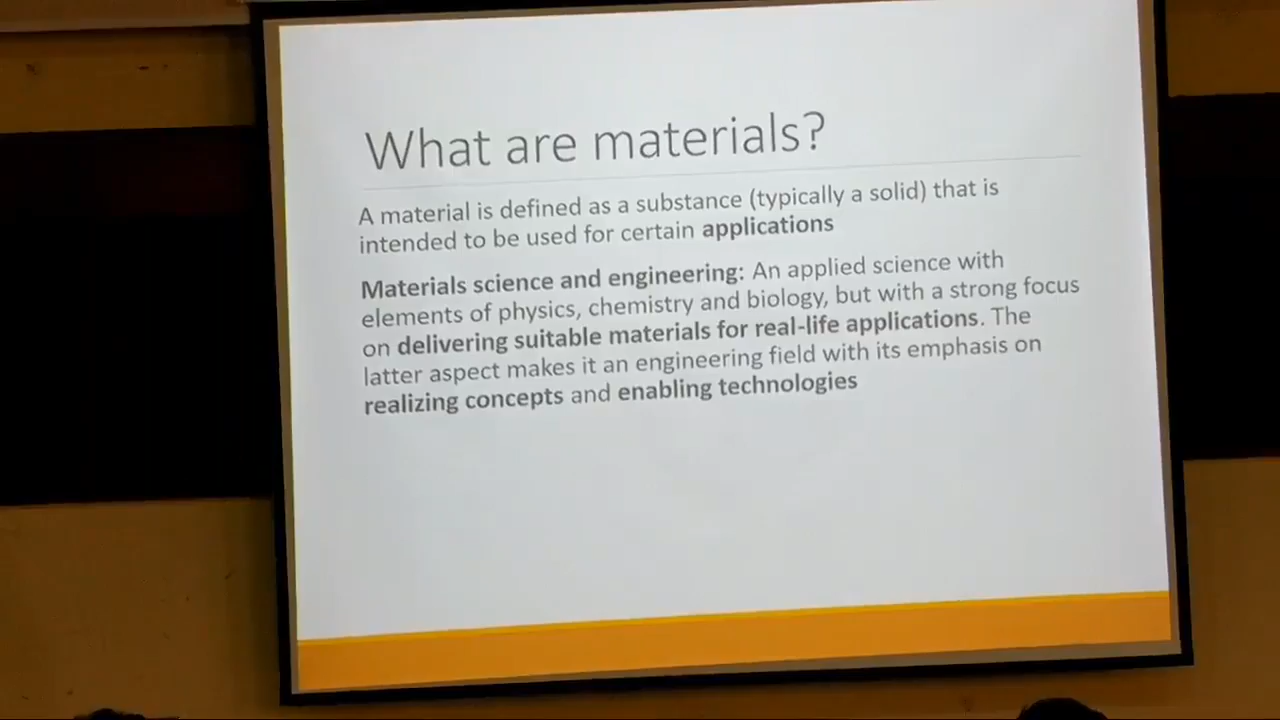 What are materials?
A material is defined as a substance (typically a solid) that is
intended to be used for certain applications
Materials science and engineering: An applied science with
elements of physics, chemistry and biology, but with a strong focus
on delivering suitable materials for real-life applications. The
latter aspect makes it an engineering field with its emphasis on
realizing concepts and enabling technologies